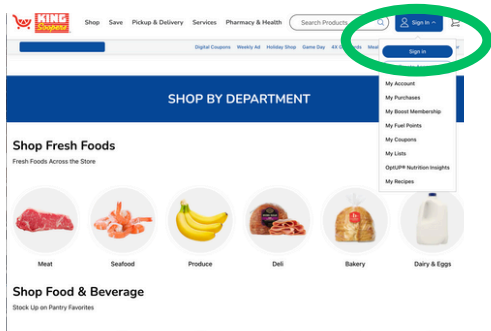 KING
Soopers
Shop Save Pickup & Delivery Services Pharmacy & Health Search Products Sign In
Digital Coupons Weekly Ad Holiday Shop Game Day
Sign in
My Account
My Purchases
My Boost Membership
My Fuel Points
My Coupons
My Lists
OptUP® Nutrition Insights
My Recipes
SHOP BY DEPARTMENT
Shop Fresh Foods
Fresh Foods Across the Store
Meat Seafood Produce Deli Bakery Dairy & Eggs
Shop Food & Beverage
Stock Up on Pantry Favorites